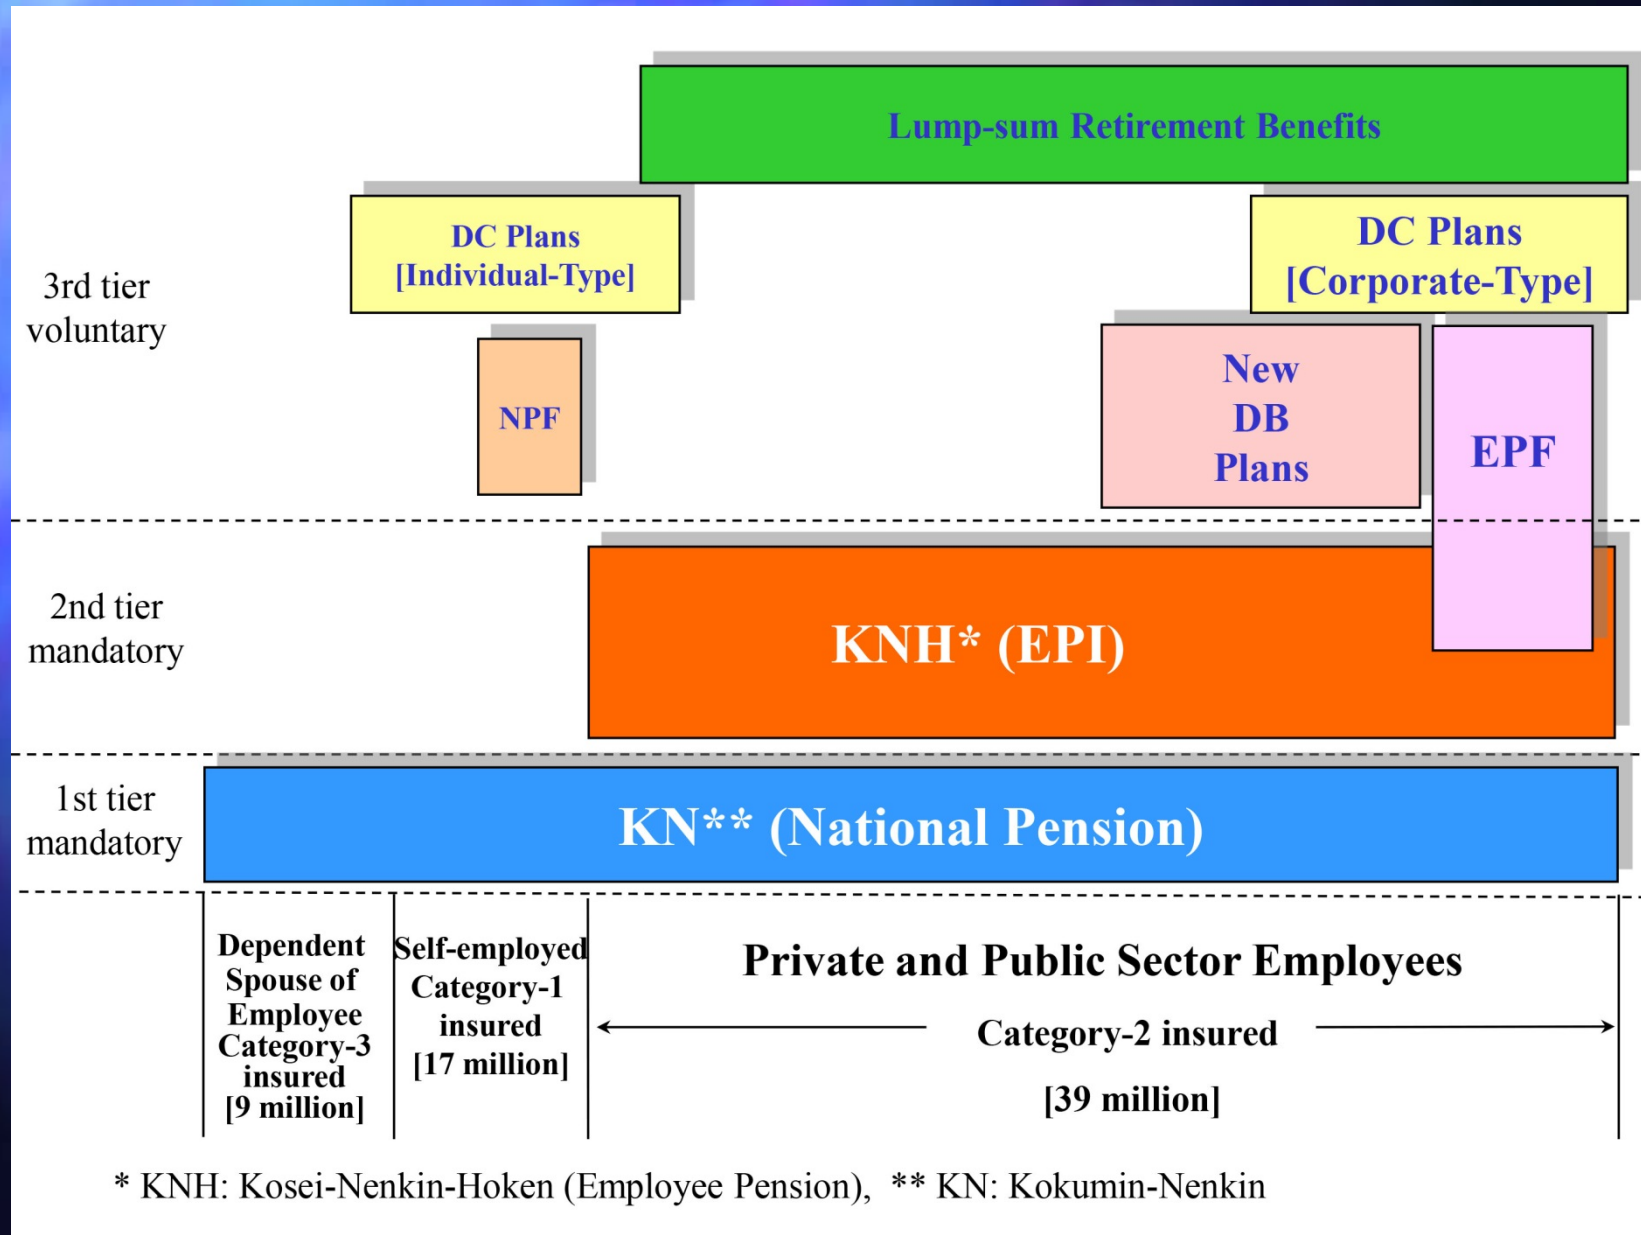 Lump-sum Retirement Benefits
DC Plans
[Individual-Type]
DC Plans
[Corporate-Type]
3rd tier
voluntary
NPF
New
DB
Plans
EPF
2nd tier
mandatory
KNH* (EPI)
1st tier
mandatory
KN** (National Pension)
Dependent
Spouse of
Employee
Category-3
insured
[9 million]
Self-employed
Category-1
insured
[17 million]
Private and Public Sector Employees
Category-2 insured
[39 million]
* KNH: Kosei-Nenkin-Hoken (Employee Pension), ** KN: Kokumin-Nenkin